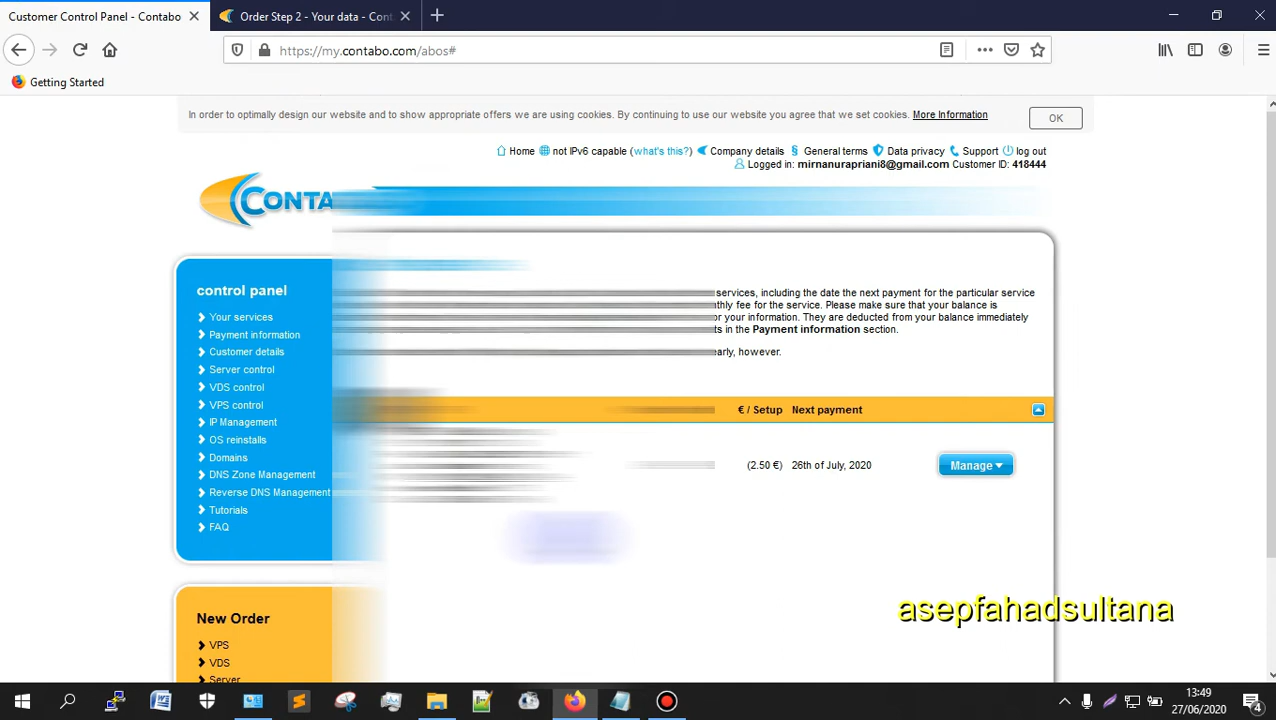 Customer Control Panel - Contabo
Order Step 2 - Your data - Cont
https://my.contabo.com/abos#
Getting Started
In order to optimally design our website and to show appropriate offers we are using cookies. By continuing to use our website you agree that we set cookies. More Information
OK
Home not IPv6 capable (what's this?) Company details § General terms Data privacy Support log out
Logged in: mirnanurapriani8@gmail.com Customer ID: 418444
CONTA
control panel
Your services
Payment information
Customer details
Server control
VDS control
VPS control
IP Management
OS reinstalls
Domains
DNS Zone Management
Reverse DNS Management
Tutorials
FAQ
services, including the date the next payment for the particular service
thly fee for the service. Please make sure that your balance is
or your information. They are deducted from your balance immediately
ts in the Payment information section.
early, however.
€ / Setup Next payment
(2.50 €) 26th of July, 2020 Manage
New Order
VPS
VDS
Server
asepfahadsultana
13:49
27/06/2020
4